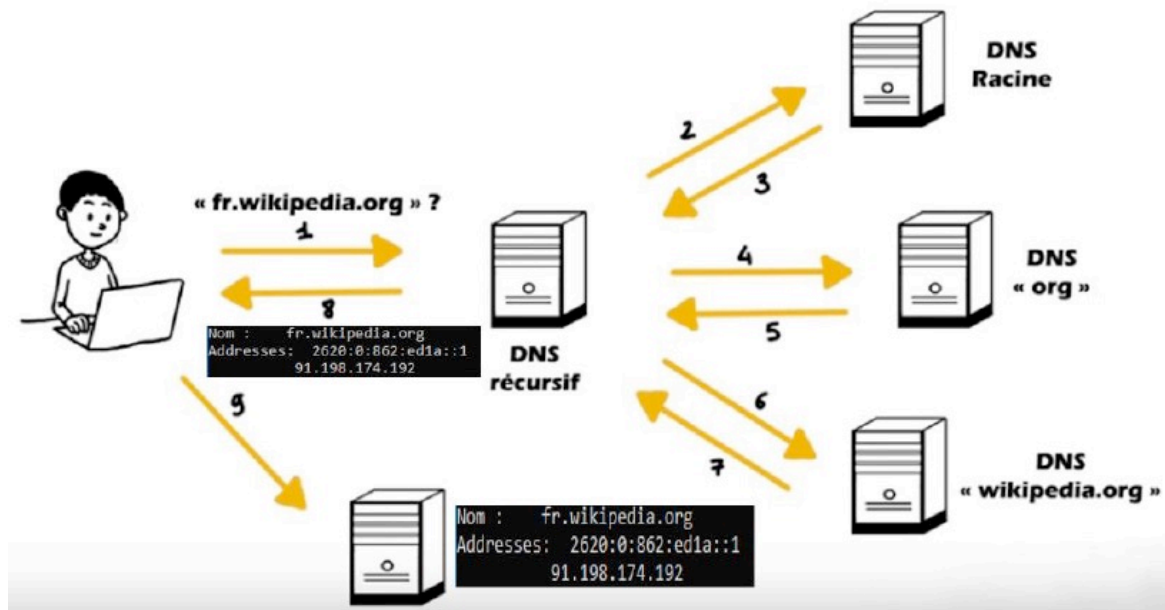 DNS
Racine
2
3
« fr.wikipedia.org » ?
1
8
Nom :    fr.wikipedia.org
Addresses:  2620:0:862:ed1a::1
91.198.174.192
DNS
récursif
4
5
DNS
« org »
6
7
DNS
« wikipedia.org »
9
Nom :    fr.wikipedia.org
Addresses:  2620:0:862:ed1a::1
91.198.174.192